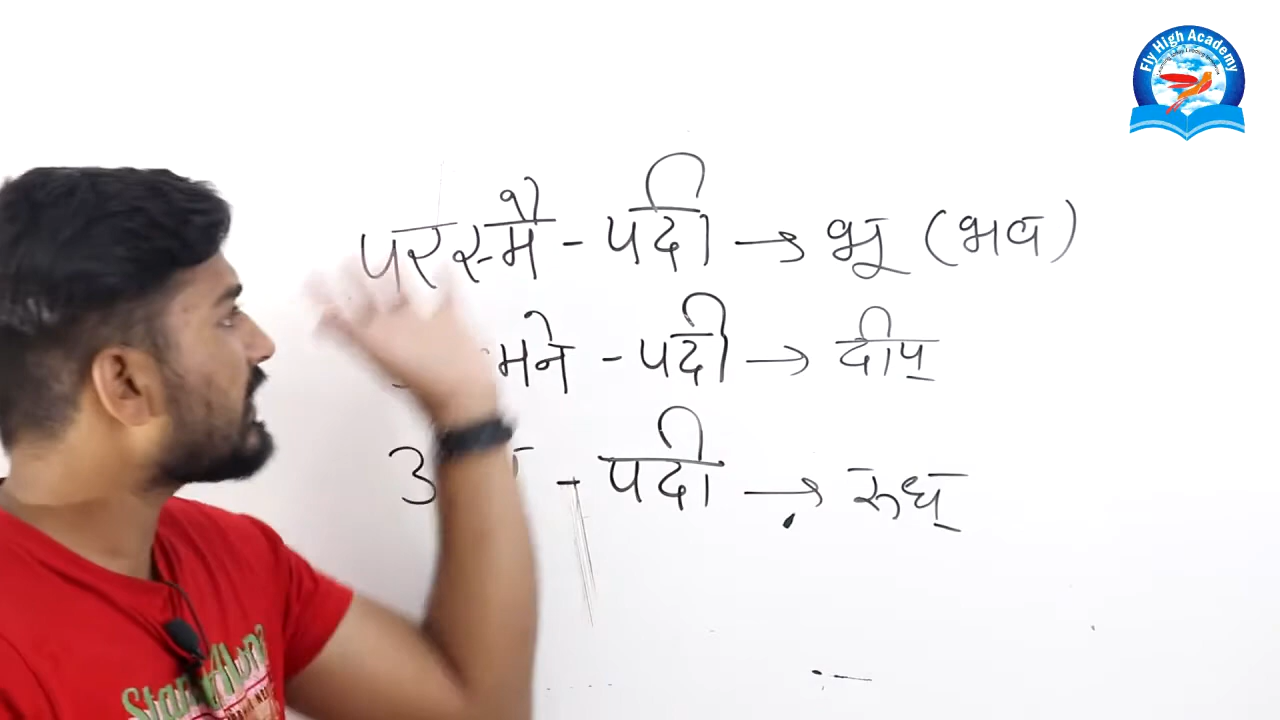 Fly High Academy
परस्मै - पदी → भू (भव)
मने - पदी → दीप्
उ - पदी → रुध्